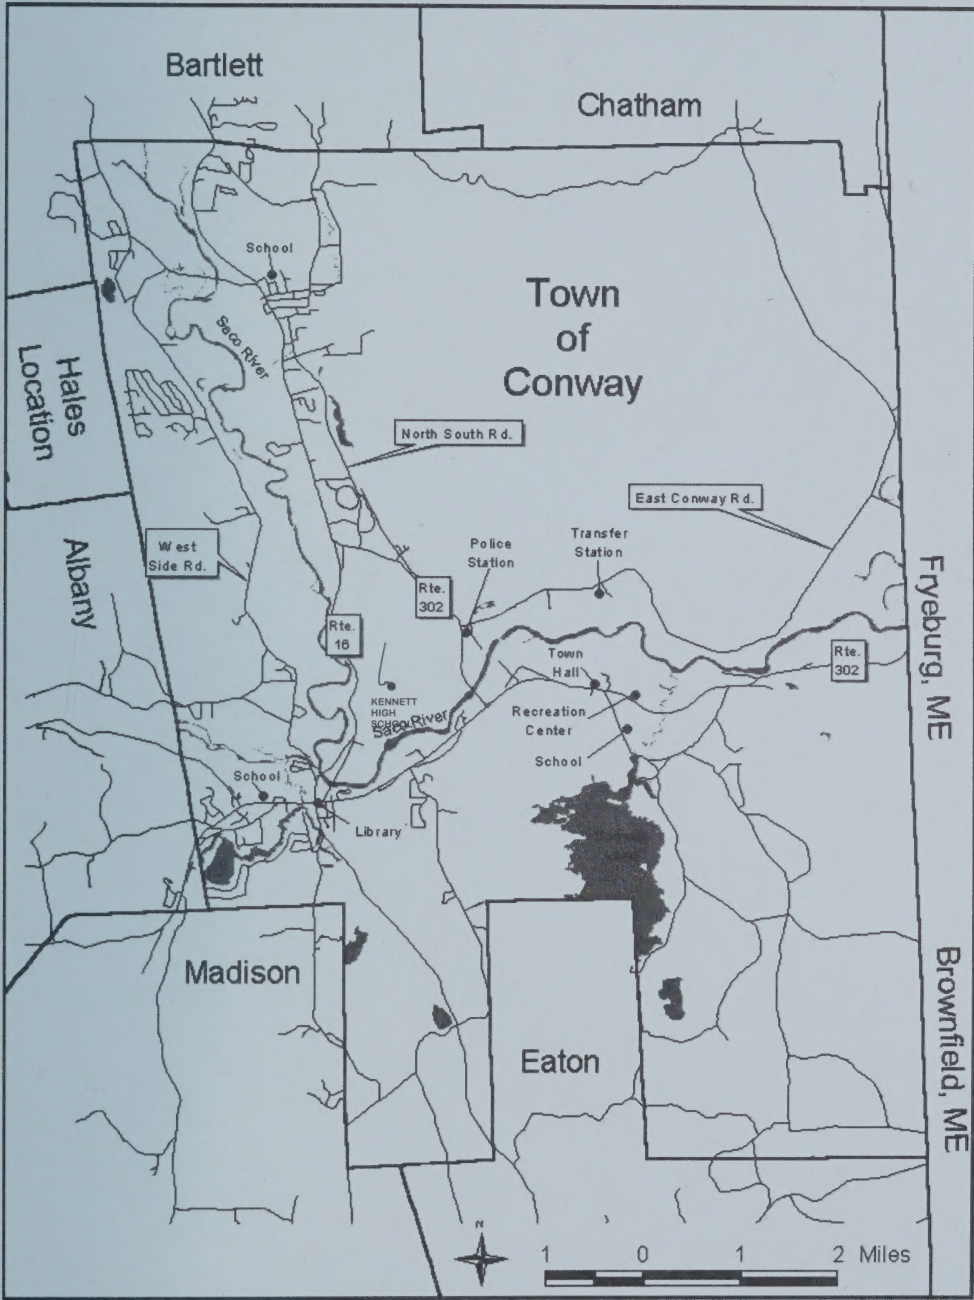 Bartlett
Chatham
School
Town
of
Conway
Saco River
Hales
Location
North South Rd.
East Conway Rd.
West
Side Rd.
Albany
Police
Station
Transfer
Station
Rte.
302
Rte.
16
Fryeburg, ME
Town
Hall
Rte.
302
KENNETT
HIGH
SCHOOL
Saco River
Recreation
Center
School
School
Library
Madison
Eaton
Brownfield, ME
N
1 0 1 2 Miles